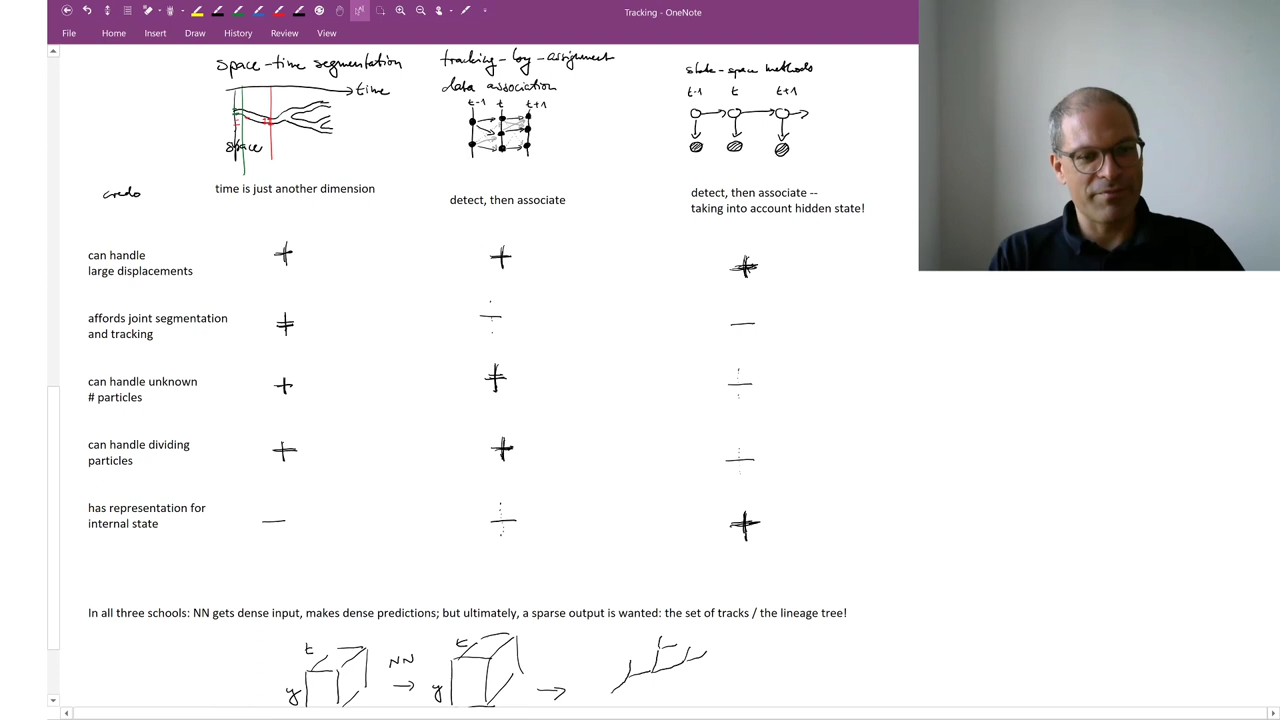 Tracking - OneNote
File Home Insert Draw History Review View
space-time segmentation
tracking-by-assignment
data association
state-space methods
time
t-1 t t+1
t-1 t t+1
space
credo
time is just another dimension
detect, then associate
detect, then associate --
taking into account hidden state!
can handle
large displacements
+ + +
affords joint segmentation
and tracking
can handle unknown
# particles
can handle dividing
particles
has representation for
internal state
In all three schools: NN gets dense input, makes dense predictions; but ultimately, a sparse output is wanted: the set of tracks / the lineage tree!
t NN t
y y